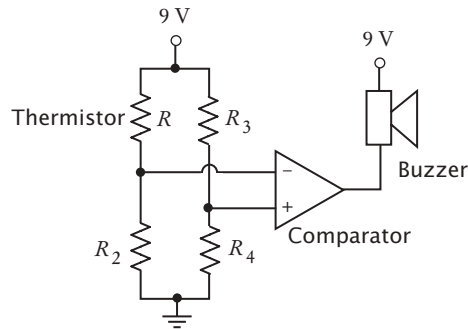 9 V
9 V
Thermistor R
R3
Buzzer
−
+
Comparator
R2
R4